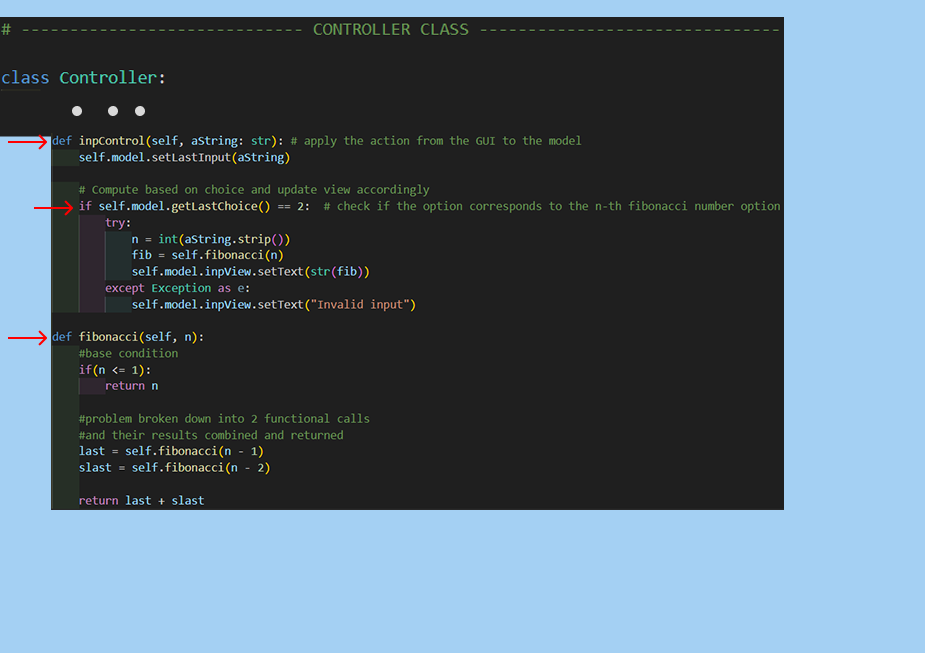 # ----------------------------- CONTROLLER CLASS -------------------------------
class Controller:
def inpControl(self, aString: str): # apply the action from the GUI to the model
self.model.setLastInput(aString)
# Compute based on choice and update view accordingly
if self.model.getLastChoice() == 2:  # check if the option corresponds to the n-th fibonacci number option
try:
n = int(aString.strip())
fib = self.fibonacci(n)
self.model.inpView.setText(str(fib))
except Exception as e:
self.model.inpView.setText("Invalid input")
def fibonacci(self, n):
#base condition
if(n <= 1):
return n
#problem broken down into 2 functional calls
#and their results combined and returned
last = self.fibonacci(n - 1)
slast = self.fibonacci(n - 2)
return last + slast